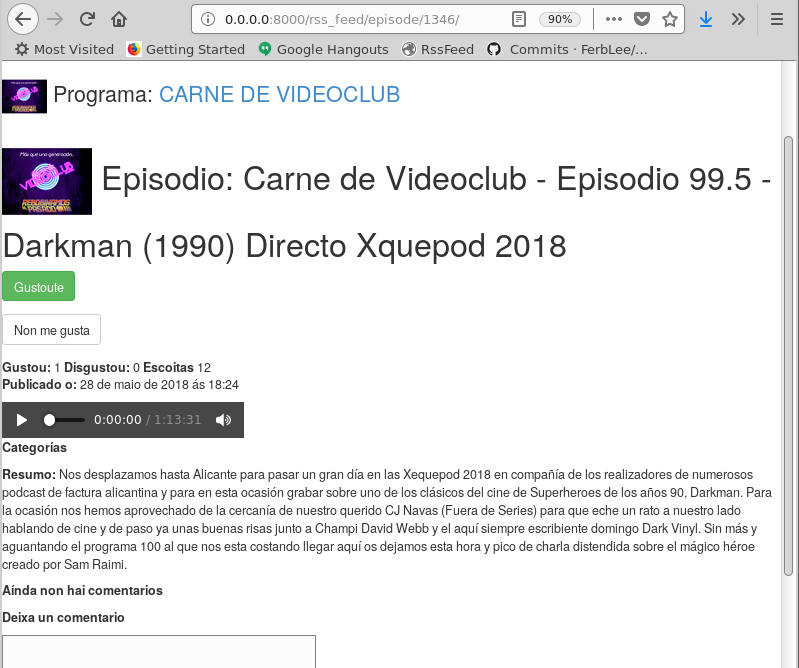 0.0.0.0:8000/rss_feed/episode/1346/ 90%
Most Visited Getting Started Google Hangouts RssFeed Commits · FerbLee/…
Programa: CARNE DE VIDEOCLUB
Más que una generación,
VIDEOCLUB
REBOBINAMOS
Episodio: Carne de Videoclub - Episodio 99.5 -
Darkman (1990) Directo Xquepod 2018
Gustoute
Non me gusta
Gustou: 1 Disgustou: 0 Escoitas 12
Publicado o: 28 de maio de 2018 ás 18:24
0:00:00 / 1:13:31
Categorías
Resumo: Nos desplazamos hasta Alicante para pasar un gran día en las Xequepod 2018 en compañía de los realizadores de numerosos
podcast de factura alicantina y para en esta ocasión grabar sobre uno de los clásicos del cine de Superheroes de los años 90, Darkman. Para
la ocasión nos hemos aprovechado de la cercanía de nuestro querido CJ Navas (Fuera de Series) para que eche un rato a nuestro lado
hablando de cine y de paso ya unas buenas risas junto a Champi David Webb y el aquí siempre escribiente domingo Dark Vinyl. Sin más y
aguantando el programa 100 al que nos esta costando llegar aquí os dejamos esta hora y pico de charla distendida sobre el mágico héroe
creado por Sam Raimi.
Aínda non hai comentarios
Deixa un comentario